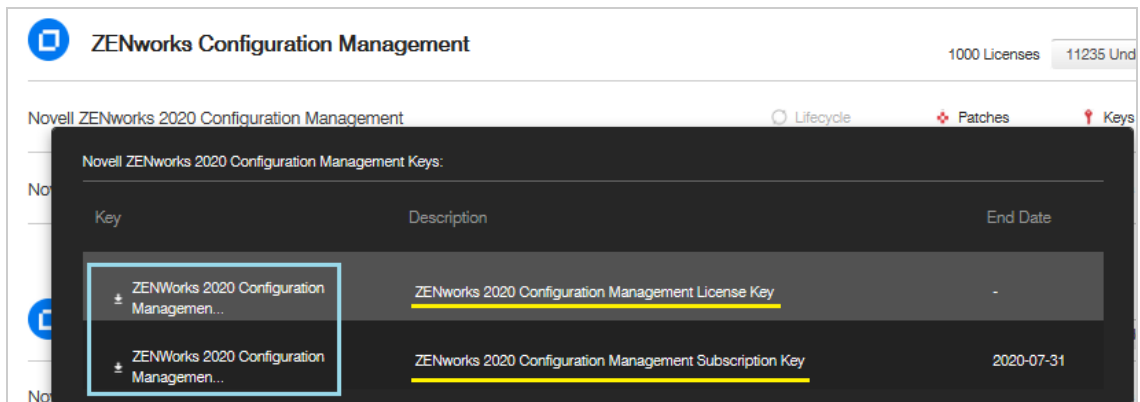 ZENworks Configuration Management
1000 Licenses 11235 Und
Novell ZENworks 2020 Configuration Management Lifecycle Patches Keys
Novell ZENworks 2020 Configuration Management Keys:
Nov
Key Description End Date
ZENWorks 2020 Configuration
Managemen...
ZENworks 2020 Configuration Management License Key -
ZENWorks 2020 Configuration
Managemen...
ZENworks 2020 Configuration Management Subscription Key 2020-07-31
Nov